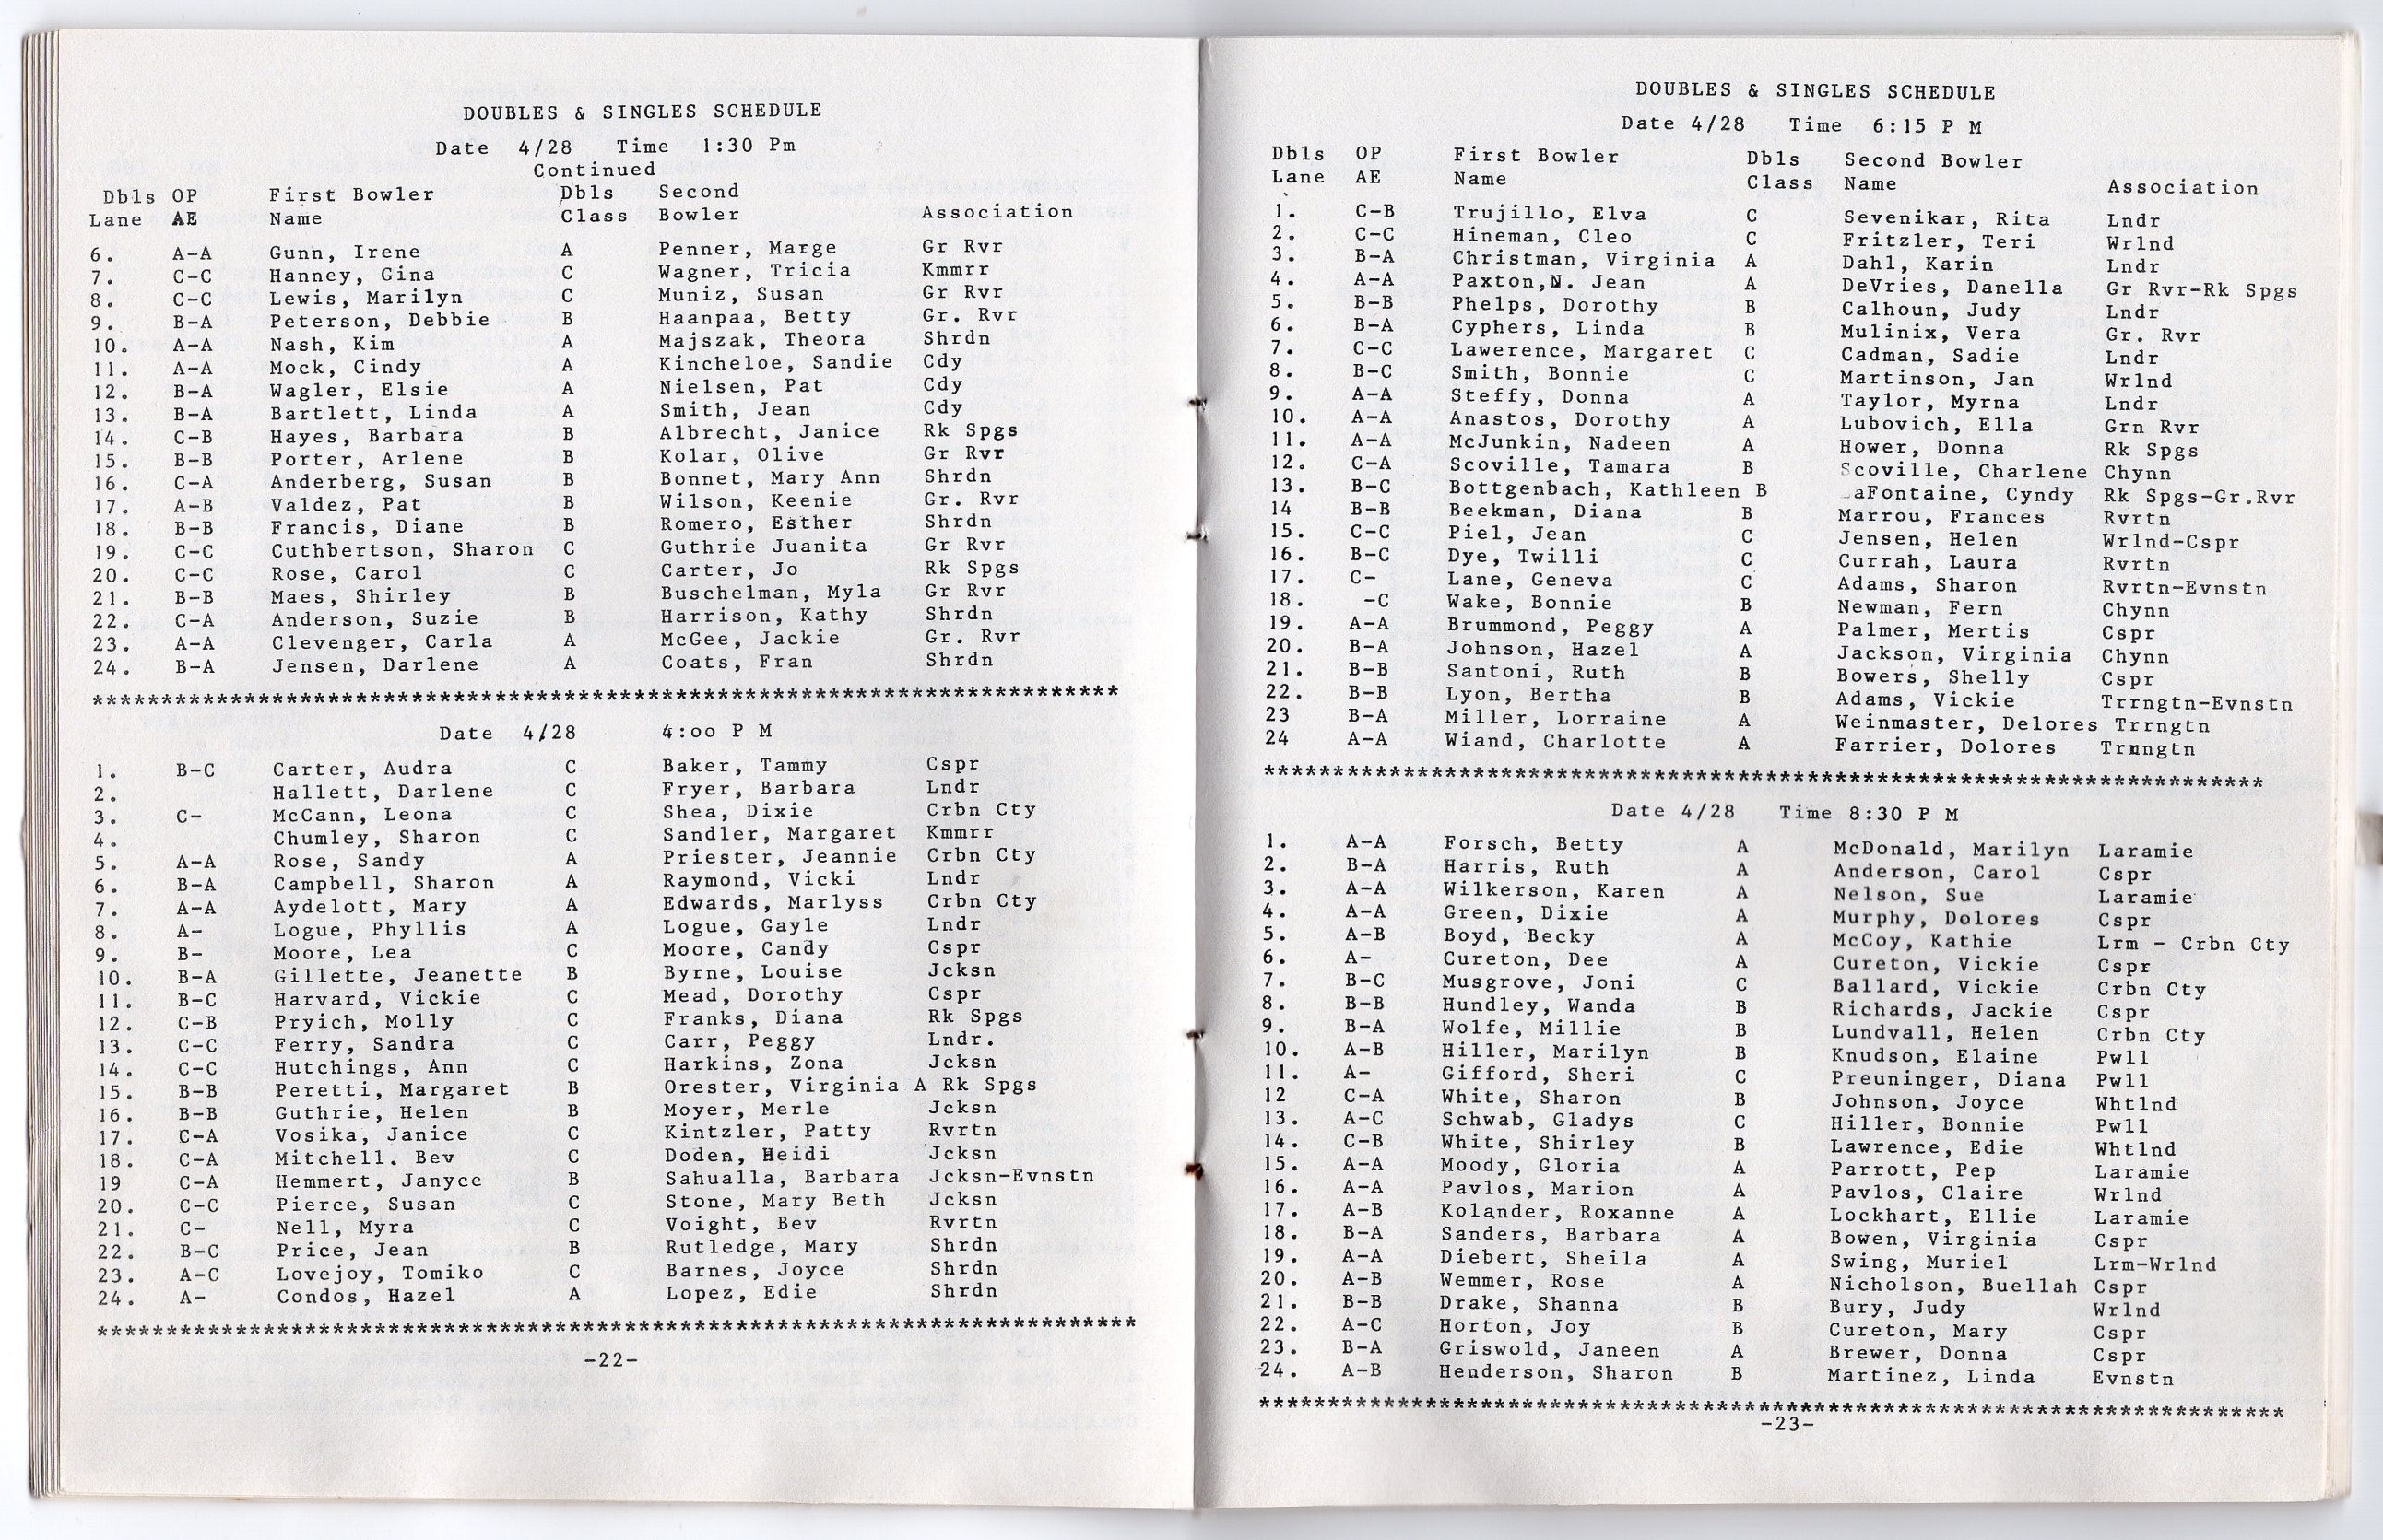 DOUBLES & SINGLES SCHEDULE
Date 4/28 Time 1:30 Pm
Continued
Dbls OP First Bowler Dbls Second
Lane AE Name Class Bowler Association
6. A-A Gunn, Irene A Penner, Marge Gr Rvr
7. C-C Hanney, Gina C Wagner, Tricia Kmmrr
8. C-C Lewis, Marilyn C Muniz, Susan Gr Rvr
9. B-A Peterson, Debbie B Haanpaa, Betty Gr. Rvr
10. A-A Nash, Kim A Majszak, Theora Shrdn
11. A-A Mock, Cindy A Kincheloe, Sandie Cdy
12. B-A Wagler, Elsie A Nielsen, Pat Cdy
13. B-A Bartlett, Linda A Smith, Jean Cdy
14. C-B Hayes, Barbara B Albrecht, Janice Rk Spgs
15. B-B Porter, Arlene B Kolar, Olive Gr Rvr
16. C-A Anderberg, Susan B Bonnet, Mary Ann Shrdn
17. A-B Valdez, Pat B Wilson, Keenie Gr. Rvr
18. B-B Francis, Diane B Romero, Esther Shrdn
19. C-C Cuthbertson, Sharon C Guthrie Juanita Gr Rvr
20. C-C Rose, Carol C Carter, Jo Rk Spgs
21. B-B Maes, Shirley B Buschelman, Myla Gr Rvr
22. C-A Anderson, Suzie B Harrison, Kathy Shrdn
23. A-A Clevenger, Carla A McGee, Jackie Gr. Rvr
24. B-A Jensen, Darlene A Coats, Fran Shrdn
***************************************************************************
Date 4/28 4:oo P M
1. B-C Carter, Audra C Baker, Tammy Cspr
2. Hallett, Darlene C Fryer, Barbara Lndr
3. C- McCann, Leona C Shea, Dixie Crbn Cty
4. Chumley, Sharon C Sandler, Margaret Kmmrr
5. A-A Rose, Sandy A Priester, Jeannie Crbn Cty
6. B-A Campbell, Sharon A Raymond, Vicki Lndr
7. A-A Aydelott, Mary A Edwards, Marlyss Crbn Cty
8. A- Logue, Phyllis A Logue, Gayle Lndr
9. B- Moore, Lea C Moore, Candy Cspr
10. B-A Gillette, Jeanette B Byrne, Louise Jcksn
11. B-C Harvard, Vickie C Mead, Dorothy Cspr
12. C-B Pryich, Molly C Franks, Diana Rk Spgs
13. C-C Ferry, Sandra C Carr, Peggy Lndr.
14. C-C Hutchings, Ann C Harkins, Zona Jcksn
15. B-B Peretti, Margaret B Orester, Virginia A Rk Spgs
16. B-B Guthrie, Helen B Moyer, Merle Jcksn
17. C-A Vosika, Janice C Kintzler, Patty Rvrtn
18. C-A Mitchell. Bev C Doden, Heidi Jcksn
19 C-A Hemmert, Janyce B Sahualla, Barbara Jcksn-Evnstn
20. C-C Pierce, Susan C Stone, Mary Beth Jcksn
21. C- Nell, Myra C Voight, Bev Rvrtn
22. B-C Price, Jean B Rutledge, Mary Shrdn
23. A-C Lovejoy, Tomiko C Barnes, Joyce Shrdn
24. A- Condos, Hazel A Lopez, Edie Shrdn
***************************************************************************
-22-
DOUBLES & SINGLES SCHEDULE
Date 4/28 Time 6:15 P M
Dbls OP First Bowler Dbls Second Bowler
Lane AE Name Class Name Association
1. C-B Trujillo, Elva C Sevenikar, Rita Lndr
2. C-C Hineman, Cleo C Fritzler, Teri Wrlnd
3. B-A Christman, Virginia A Dahl, Karin Lndr
4. A-A Paxton,N. Jean A DeVries, Danella Gr Rvr-Rk Spgs
5. B-B Phelps, Dorothy B Calhoun, Judy Lndr
6. B-A Cyphers, Linda B Mulinix, Vera Gr. Rvr
7. C-C Lawerence, Margaret C Cadman, Sadie Lndr
8. B-C Smith, Bonnie C Martinson, Jan Wrlnd
9. A-A Steffy, Donna A Taylor, Myrna Lndr
10. A-A Anastos, Dorothy A Lubovich, Ella Grn Rvr
11. A-A McJunkin, Nadeen A Hower, Donna Rk Spgs
12. C-A Scoville, Tamara B Scoville, Charlene Chynn
13. B-C Bottgenbach, Kathleen B aFontaine, Cyndy Rk Spgs-Gr.Rvr
14 B-B Beekman, Diana B Marrou, Frances Rvrtn
15. C-C Piel, Jean C Jensen, Helen Wrlnd-Cspr
16. B-C Dye, Twilli C Currah, Laura Rvrtn
17. C- Lane, Geneva C Adams, Sharon Rvrtn-Evnstn
18. -C Wake, Bonnie B Newman, Fern Chynn
19. A-A Brummond, Peggy A Palmer, Mertis Cspr
20. B-A Johnson, Hazel A Jackson, Virginia Chynn
21. B-B Santoni, Ruth B Bowers, Shelly Cspr
22. B-B Lyon, Bertha B Adams, Vickie Trrngtn-Evnstn
23 B-A Miller, Lorraine A Weinmaster, Delores Trrngtn
24 A-A Wiand, Charlotte A Farrier, Dolores Trrngtn
***************************************************************************
Date 4/28 Time 8:30 P M
1. A-A Forsch, Betty A McDonald, Marilyn Laramie
2. B-A Harris, Ruth A Anderson, Carol Cspr
3. A-A Wilkerson, Karen A Nelson, Sue Laramie
4. A-A Green, Dixie A Murphy, Dolores Cspr
5. A-B Boyd, Becky A McCoy, Kathie Lrm - Crbn Cty
6. A- Cureton, Dee A Cureton, Vickie Cspr
7. B-C Musgrove, Joni C Ballard, Vickie Crbn Cty
8. B-B Hundley, Wanda B Richards, Jackie Cspr
9. B-A Wolfe, Millie B Lundvall, Helen Crbn Cty
10. A-B Hiller, Marilyn B Knudson, Elaine Pwll
11. A- Gifford, Sheri C Preuninger, Diana Pwll
12 C-A White, Sharon B Johnson, Joyce Whtlnd
13. A-C Schwab, Gladys C Hiller, Bonnie Pwll
14. C-B White, Shirley B Lawrence, Edie Whtlnd
15. A-A Moody, Gloria A Parrott, Pep Laramie
16. A-A Pavlos, Marion A Pavlos, Claire Wrlnd
17. A-B Kolander, Roxanne A Lockhart, Ellie Laramie
18. B-A Sanders, Barbara A Bowen, Virginia Cspr
19. A-A Diebert, Sheila A Swing, Muriel Lrm-Wrlnd
20. A-B Wemmer, Rose A Nicholson, Buellah Cspr
21. B-B Drake, Shanna B Bury, Judy Wrlnd
22. A-C Horton, Joy B Cureton, Mary Cspr
23. B-A Griswold, Janeen A Brewer, Donna Cspr
24. A-B Henderson, Sharon B Martinez, Linda Evnstn
***************************************************************************
-23-